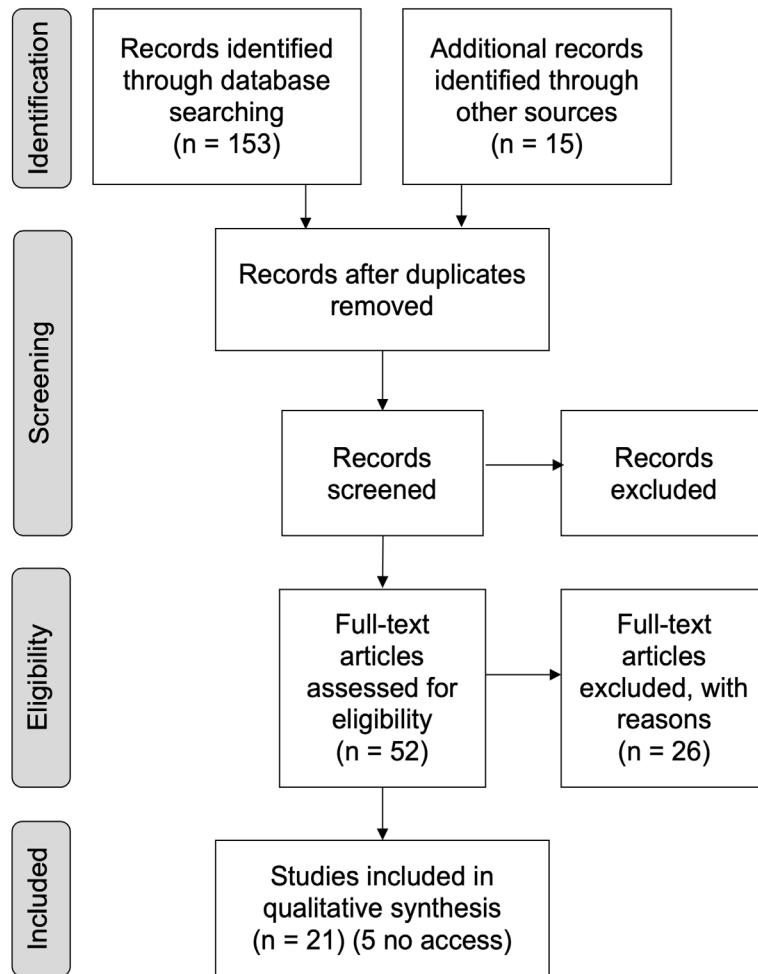 Identification
Records identified
through database
searching
(n = 153)
Additional records
identified through
other sources
(n = 15)
Screening
Records after duplicates
removed
Records
screened
Records
excluded
Eligibility
Full-text
articles
assessed for
eligibility
(n = 52)
Full-text
articles
excluded, with
reasons
(n = 26)
Included
Studies included in
qualitative synthesis
(n = 21) (5 no access)